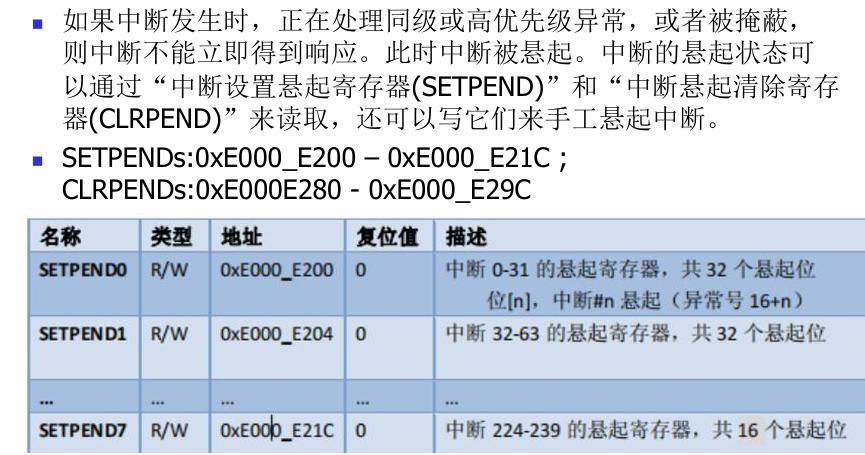 如果中断发生时，正在处理同级或高优先级异常，或者被掩蔽，
则中断不能立即得到响应。此时中断被悬起。中断的悬起状态可
以通过“中断设置悬起寄存器(SETPEND)”和“中断悬起清除寄存
器(CLRPEND)”来读取，还可以写它们来手工悬起中断。
SETPENDs:0xE000_E200 – 0xE000_E21C ;
CLRPENDs:0xE000E280 - 0xE000_E29C
名称 类型 地址 复位值 描述
SETPEND0 R/W 0xE000_E200 0 中断 0-31 的悬起寄存器，共 32 个悬起位
位[n]，中断#n 悬起（异常号 16+n）
SETPEND1 R/W 0xE000_E204 0 中断 32-63 的悬起寄存器，共 32 个悬起位
... ... ... ... ...
SETPEND7 R/W 0xE000_E21C 0 中断 224-239 的悬起寄存器，共 16 个悬起位